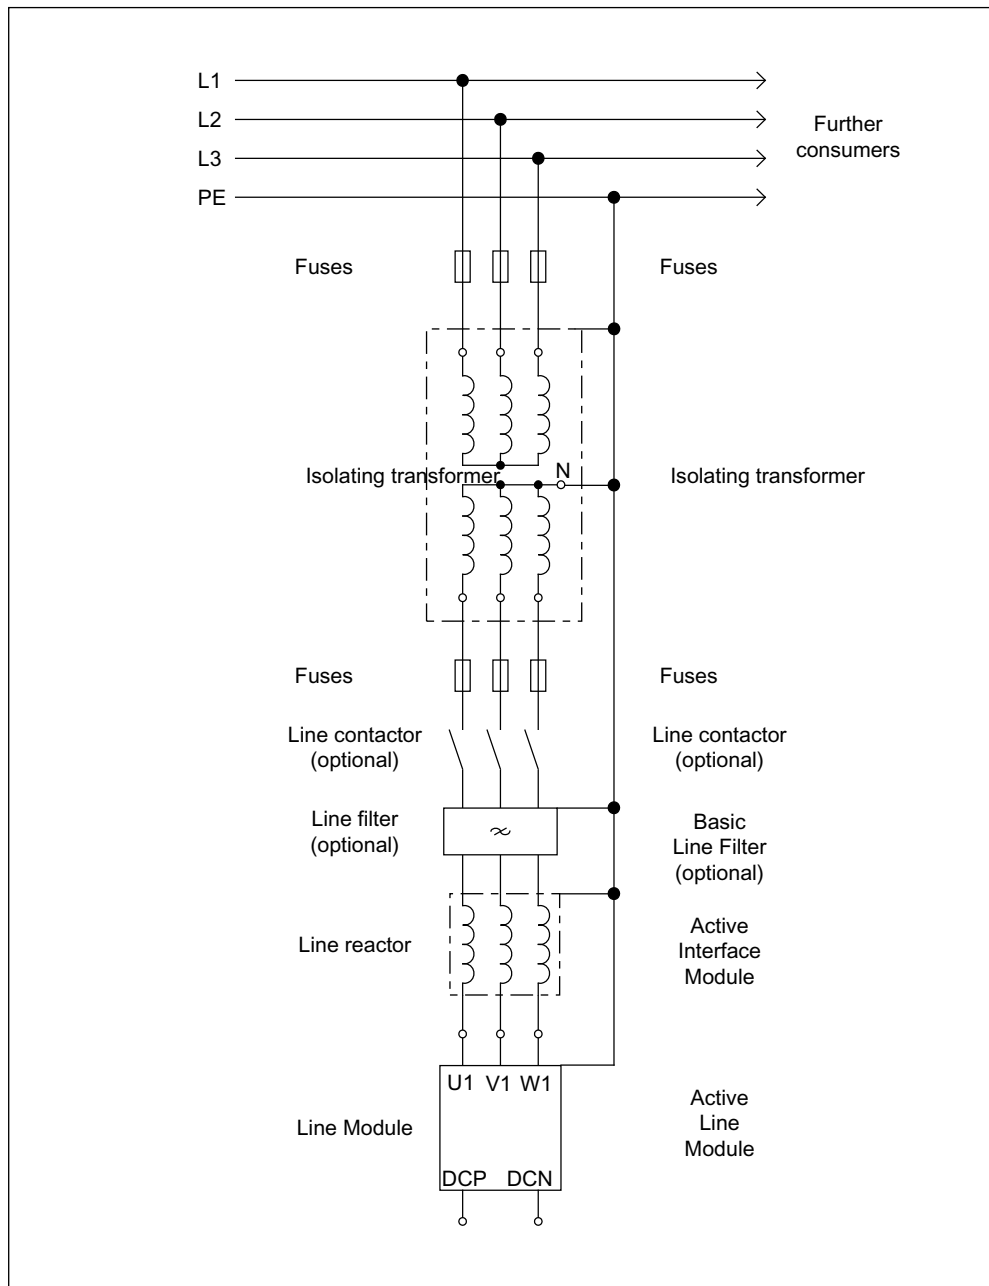 L1
L2
Further
consumers
L3
PE
Fuses
Fuses
Isolating transformer
N
Isolating transformer
Fuses
Fuses
Line contactor
(optional)
Line contactor
(optional)
Line filter
(optional)
Basic
Line Filter
(optional)
Line reactor
Active
Interface
Module
U1 V1 W1
Line Module
Active
Line
Module
DCP DCN